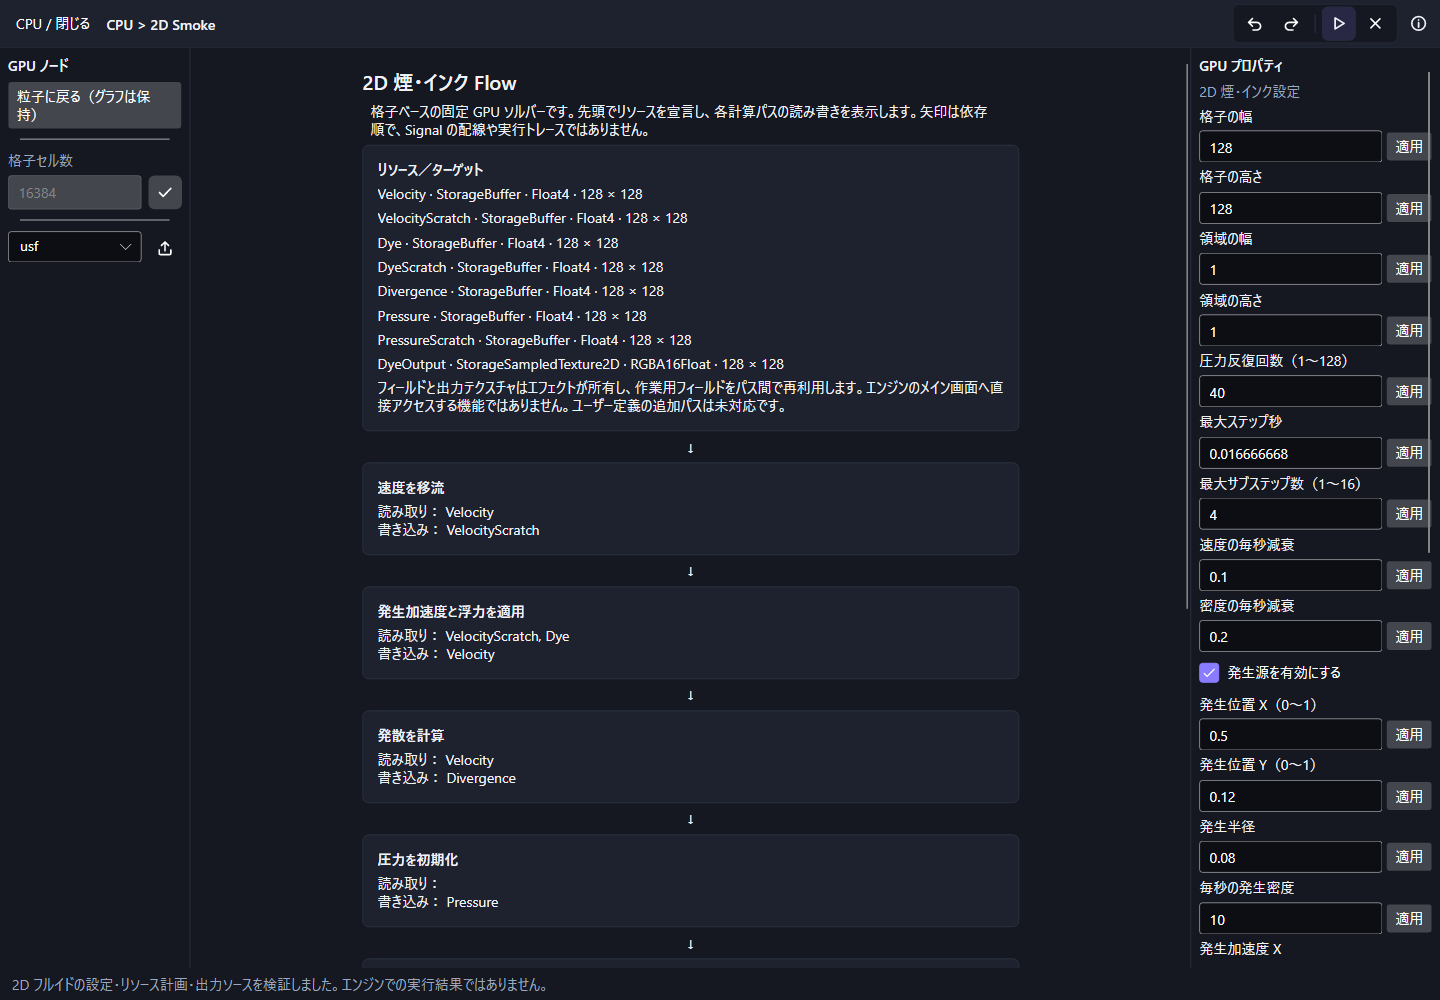 CPU / 閉じる
CPU > 2D Smoke
GPU ノード
粒子に戻る（グラフは保
持）
格子セル数
16384
usf
2D 煙・インク Flow
格子ベースの固定 GPU ソルバーです。先頭でリソースを宣言し、各計算パスの読み書きを表示します。矢印は依存
順で、Signal の配線や実行トレースではありません。
リソース／ターゲット
Velocity · StorageBuffer · Float4 · 128 × 128
VelocityScratch · StorageBuffer · Float4 · 128 × 128
Dye · StorageBuffer · Float4 · 128 × 128
DyeScratch · StorageBuffer · Float4 · 128 × 128
Divergence · StorageBuffer · Float4 · 128 × 128
Pressure · StorageBuffer · Float4 · 128 × 128
PressureScratch · StorageBuffer · Float4 · 128 × 128
DyeOutput · StorageSampledTexture2D · RGBA16Float · 128 × 128
フィールドと出力テクスチャはエフェクトが所有し、作業用フィールドをパス間で再利用します。エンジンのメイン画面へ直
接アクセスする機能ではありません。ユーザー定義の追加パスは未対応です。
↓
速度を移流
読み取り： Velocity
書き込み： VelocityScratch
↓
発生加速度と浮力を適用
読み取り： VelocityScratch, Dye
書き込み： Velocity
↓
発散を計算
読み取り： Velocity
書き込み： Divergence
↓
圧力を初期化
読み取り：
書き込み： Pressure
↓
GPU プロパティ
2D 煙・インク設定
格子の幅
128 適用
格子の高さ
128 適用
領域の幅
1 適用
領域の高さ
1 適用
圧力反復回数（1～128）
40 適用
最大ステップ秒
0.016666668 適用
最大サブステップ数（1～16）
4 適用
速度の毎秒減衰
0.1 適用
密度の毎秒減衰
0.2 適用
発生源を有効にする
発生位置 X（0～1）
0.5 適用
発生位置 Y（0～1）
0.12 適用
発生半径
0.08 適用
毎秒の発生密度
10 適用
発生加速度 X
2D フルイドの設定・リソース計画・出力ソースを検証しました。エンジンでの実行結果ではありません。